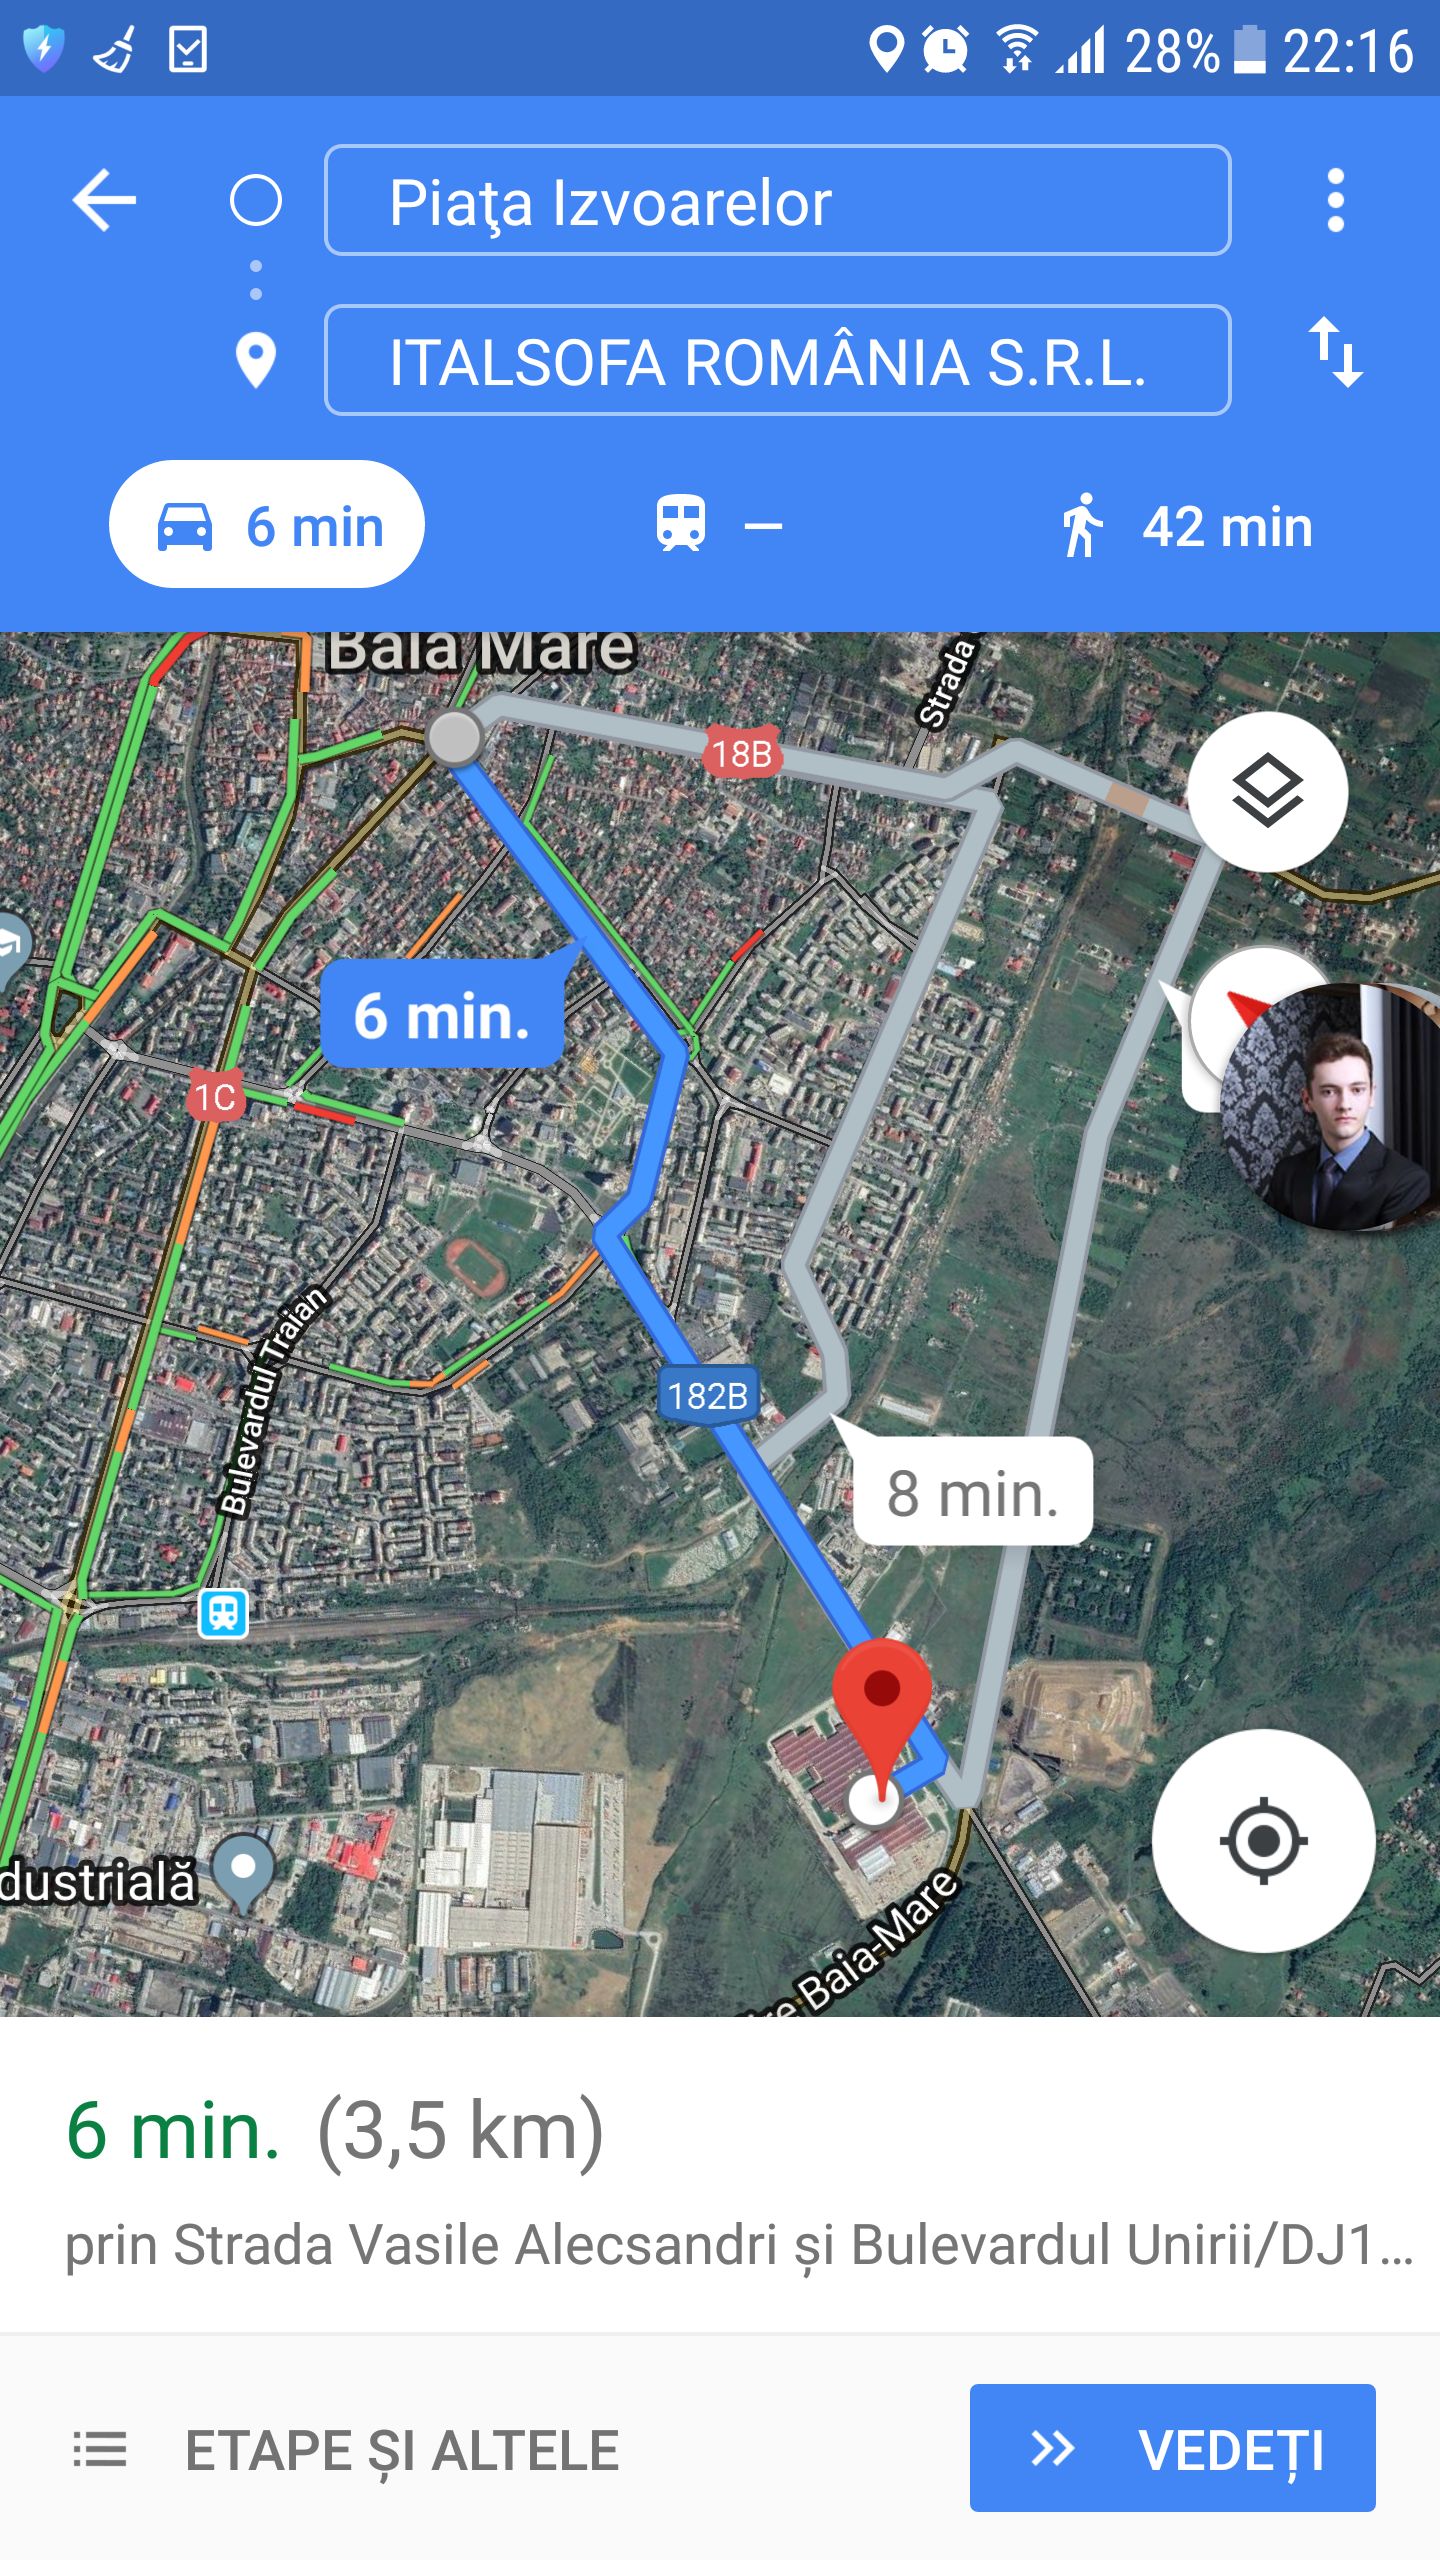 28% 22:16
Piaţa Izvoarelor
ITALSOFA ROMÂNIA S.R.L.
6 min – 42 min
Baia Mare
Strada
18B
6 min.
1C
Bulevardul Traian
182B
8 min.
dustrială
re Baia-Mare
6 min. (3,5 km)
prin Strada Vasile Alecsandri și Bulevardul Unirii/DJ1...
ETAPE ȘI ALTELE
VEDEȚI